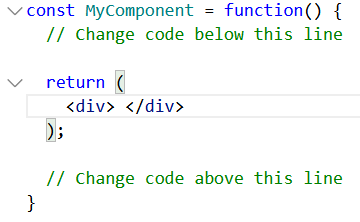 const MyComponent = function() {
  // Change code below this line

  return (
    <div> </div>
  );

  // Change code above this line
}